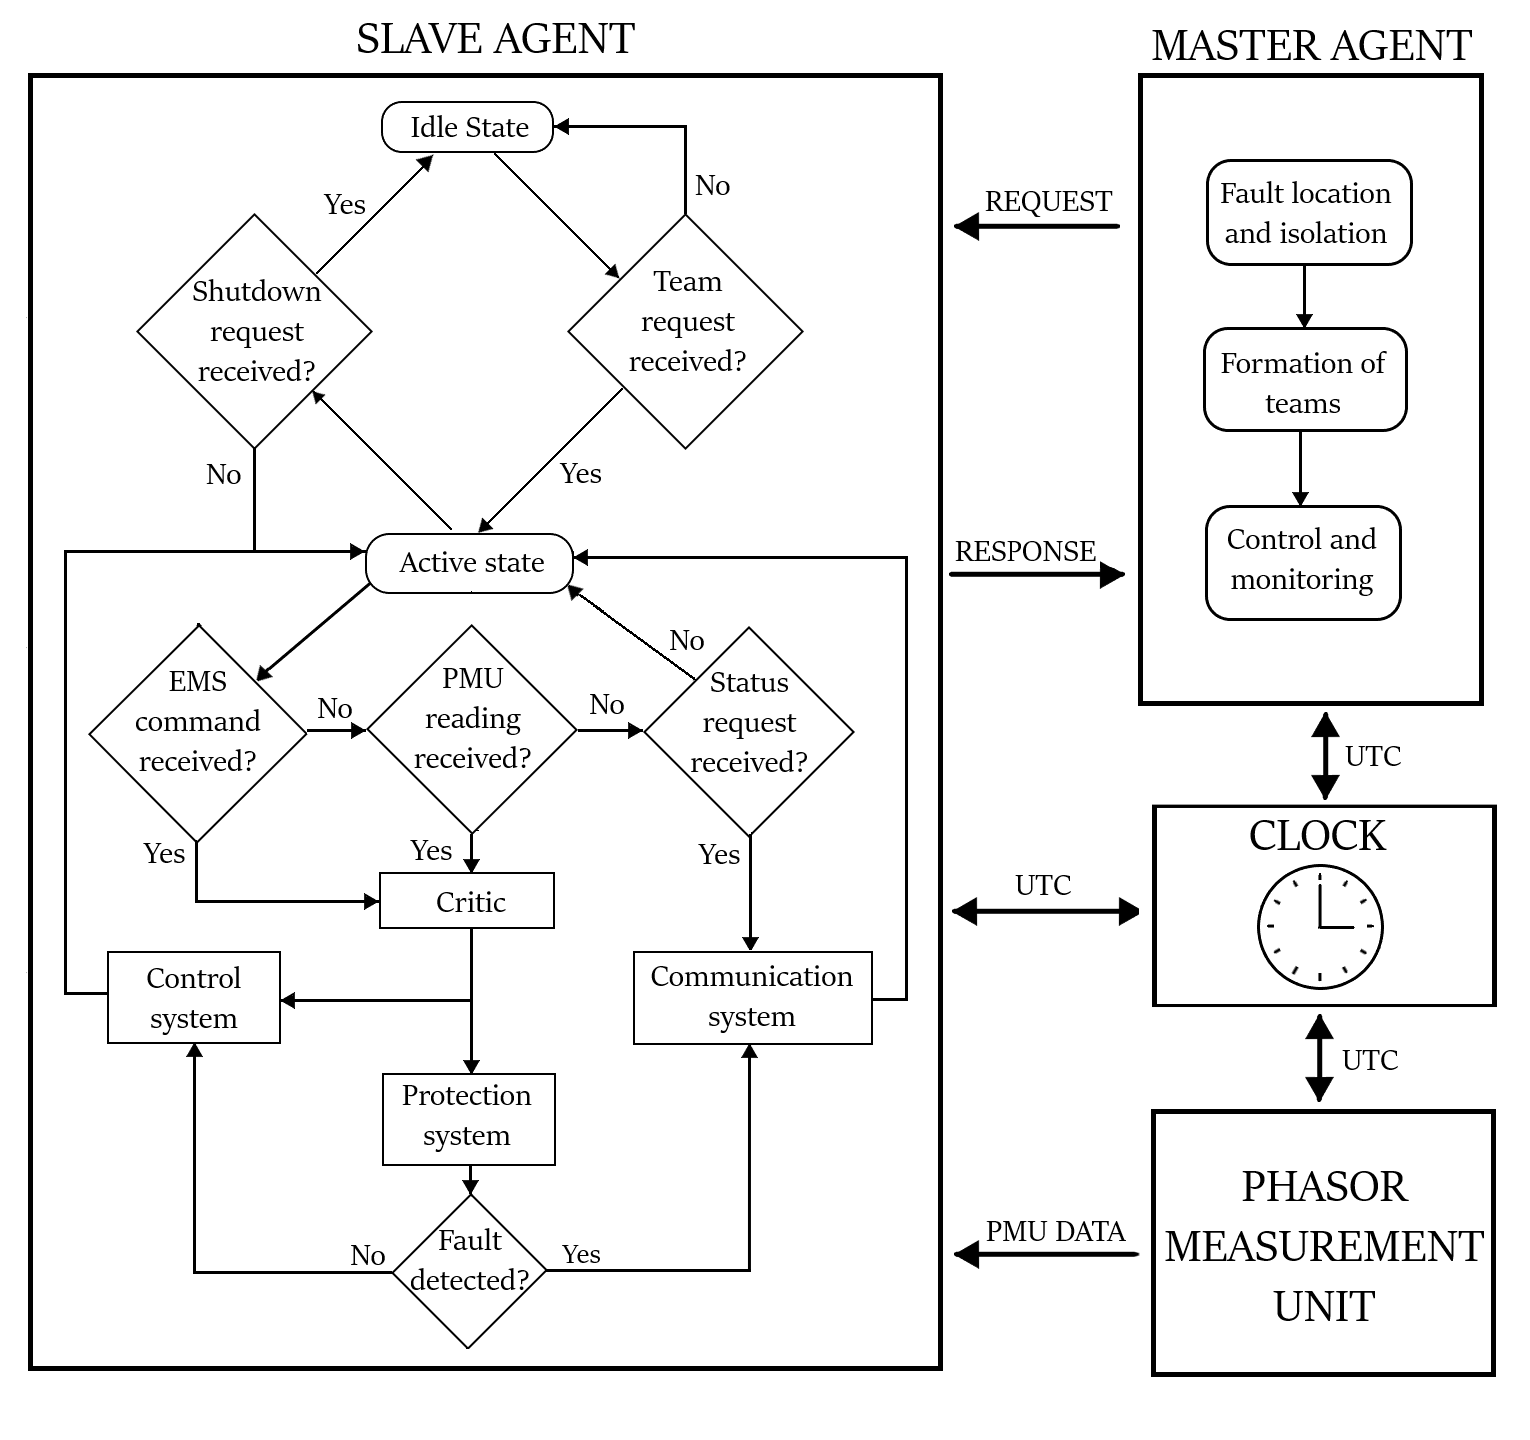 SLAVE AGENT
Idle State
Yes
No
Shutdown
request
received?
Team
request
received?
No
Yes
Active state
EMS
command
received?
No
PMU
reading
received?
No
No
Status
request
received?
Yes
Yes
Yes
Critic
Control
system
Communication
system
Protection
system
Fault
detected?
No
Yes
REQUEST
RESPONSE
UTC
PMU DATA
MASTER AGENT
Fault location
and isolation
Formation of
teams
Control and
monitoring
UTC
CLOCK
UTC
PHASOR
MEASUREMENT
UNIT